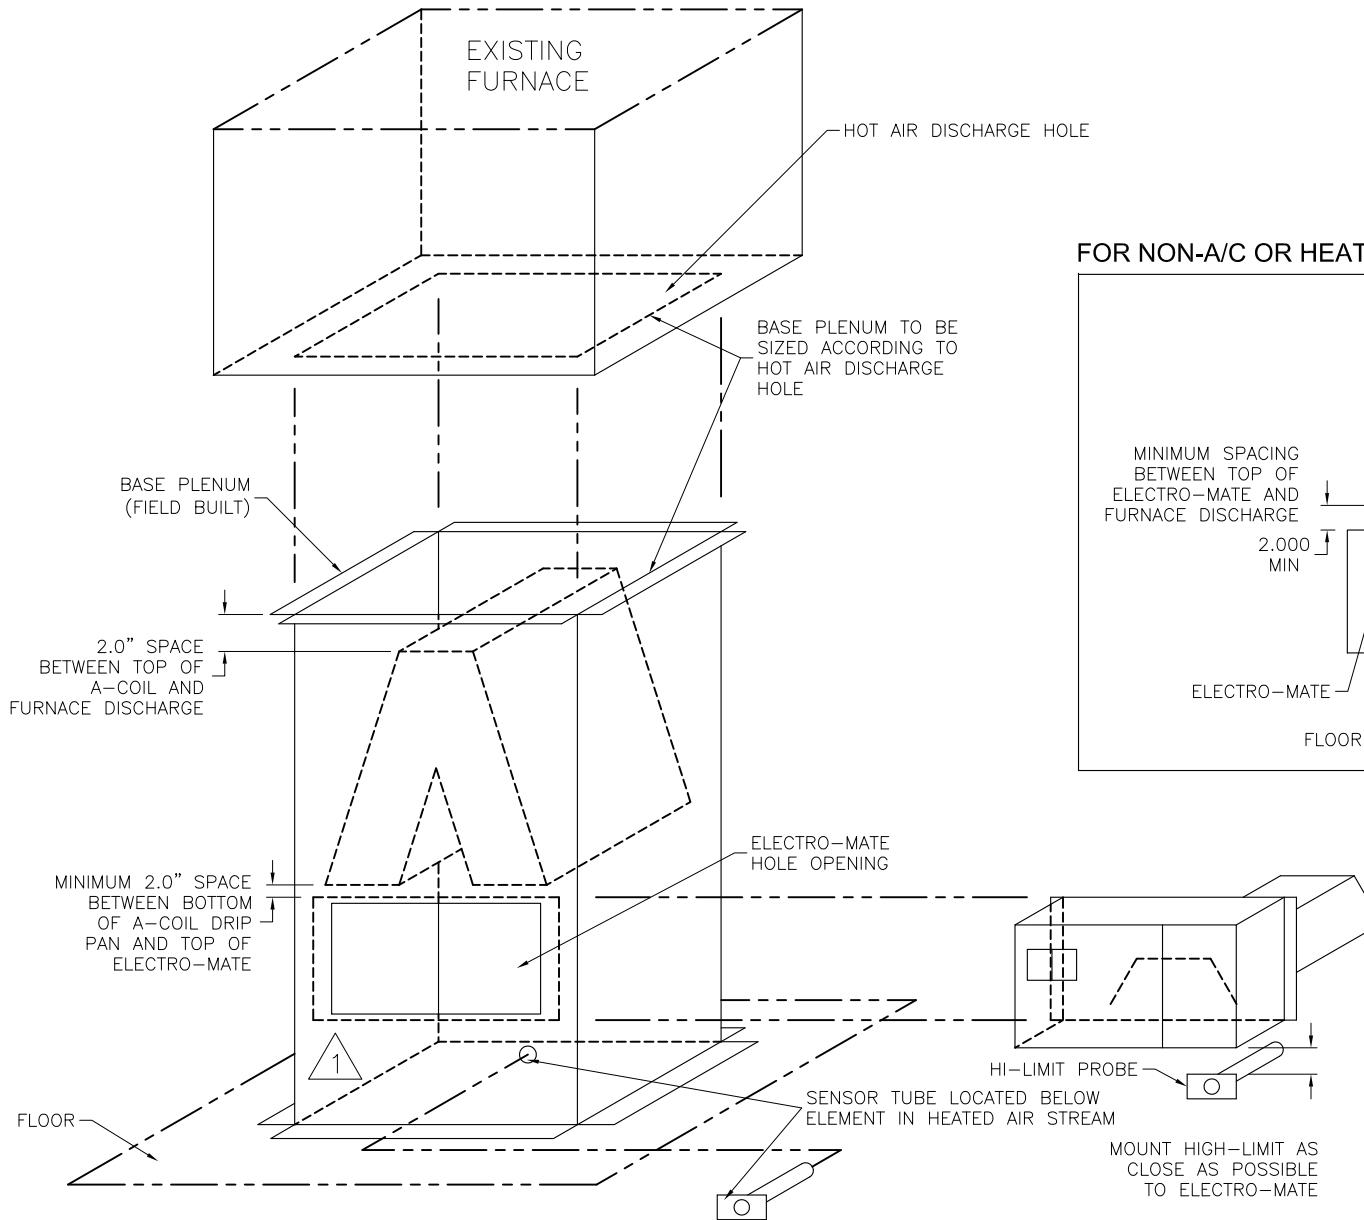 EXISTING
FURNACE
HOT AIR DISCHARGE HOLE
FOR NON-A/C OR HEAT
BASE PLENUM TO BE
SIZED ACCORDING TO
HOT AIR DISCHARGE
HOLE
BASE PLENUM
(FIELD BUILT)
MINIMUM SPACING
BETWEEN TOP OF
ELECTRO-MATE AND
FURNACE DISCHARGE
2.000
MIN
2.0” SPACE
BETWEEN TOP OF
A-COIL AND
FURNACE DISCHARGE
ELECTRO-MATE
FLOOR
ELECTRO-MATE
HOLE OPENING
MINIMUM 2.0” SPACE
BETWEEN BOTTOM
OF A-COIL DRIP
PAN AND TOP OF
ELECTRO-MATE
1
HI-LIMIT PROBE
SENSOR TUBE LOCATED BELOW
ELEMENT IN HEATED AIR STREAM
FLOOR
MOUNT HIGH-LIMIT AS
CLOSE AS POSSIBLE
TO ELECTRO-MATE